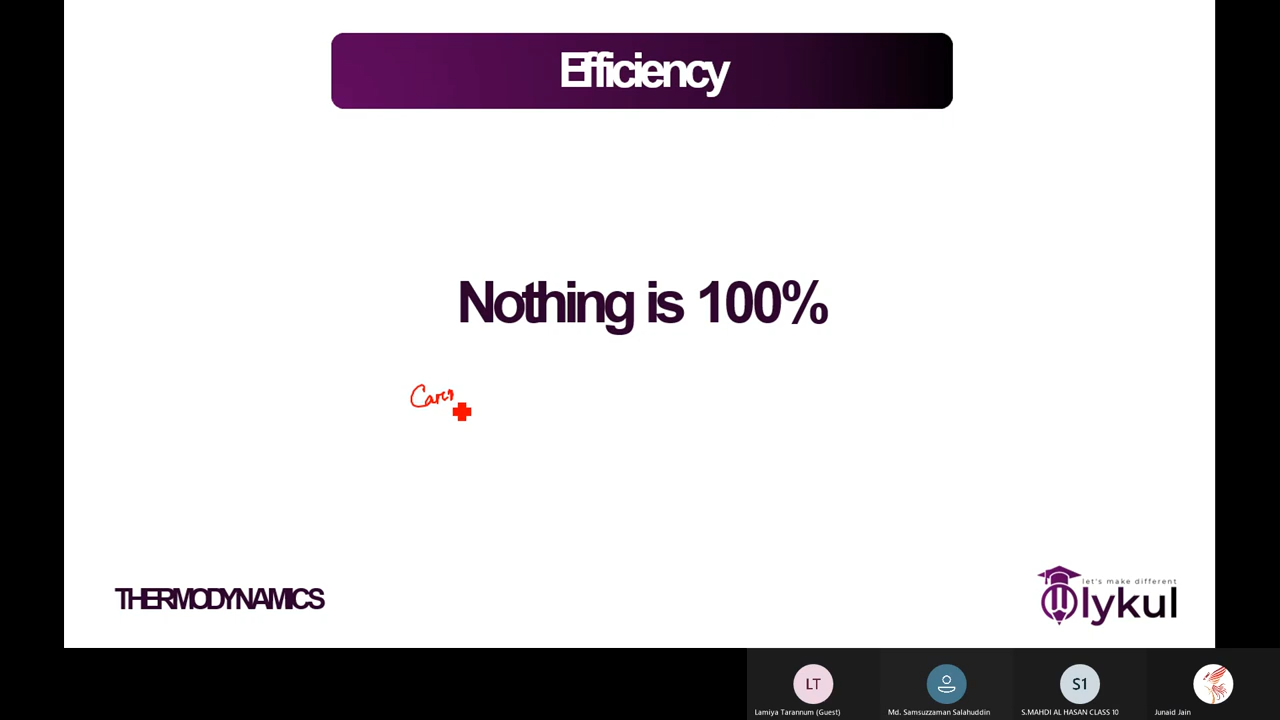 Efficiency
Nothing is 100%
THERMODYNAMICS
let's make different
lykul
LT
S1
Lamiya Tarannum (Guest)
Md. Samsuzzaman Salahuddin
S.MAHDI AL HASAN CLASS 10
Junaid Jain